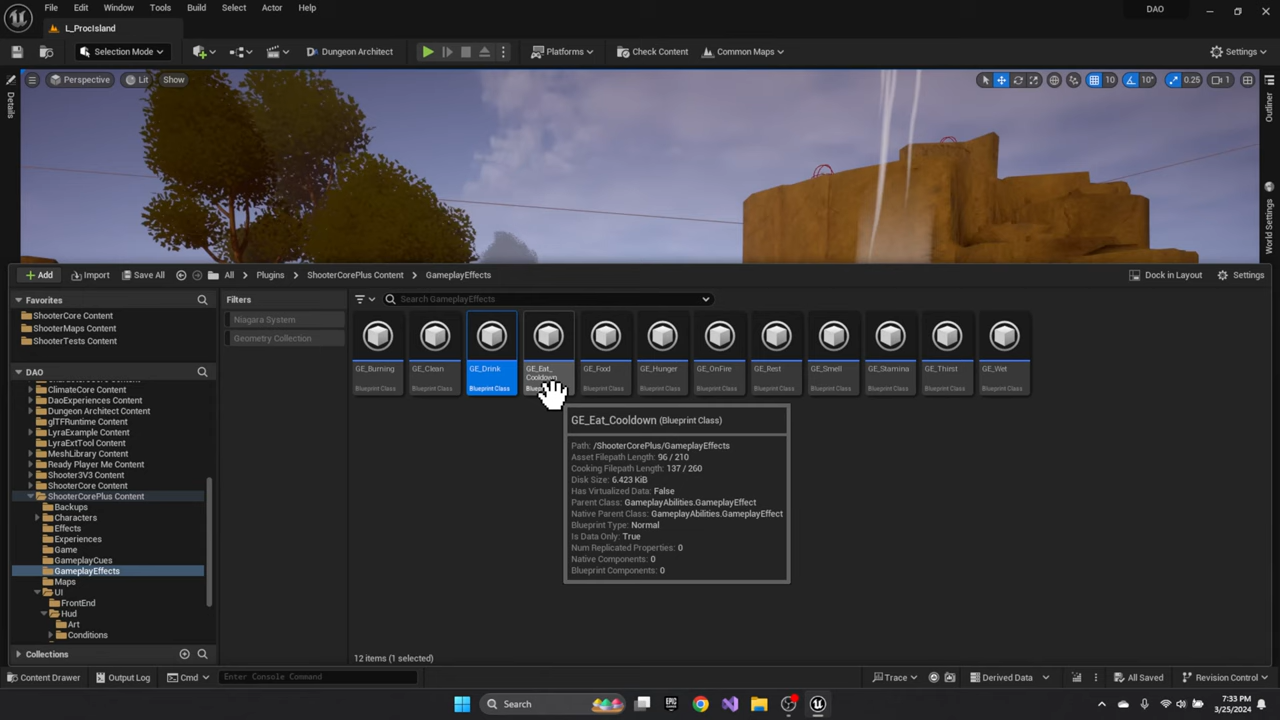 File Edit Window Tools Build Select Actor Help DAO
L_ProcIsland
Selection Mode Dungeon Architect Platforms Check Content Common Maps Settings
Perspective Lit Show 10 10° 0.25 1
Details
Outliner
World Settings
Add Import Save All All Plugins ShooterCorePlus Content GameplayEffects Dock in Layout Settings
Favorites
ShooterCore Content
ShooterMaps Content
ShooterTests Content
DAO
ClimateCore Content
DaoExperiences Content
Dungeon Architect Content
glTFRuntime Content
LyraExample Content
LyraExtTool Content
MeshLibrary Content
Ready Player Me Content
Shooter3V3 Content
ShooterCore Content
ShooterCorePlus Content
Backups
Characters
Effects
Experiences
Game
GameplayCues
GameplayEffects
Maps
UI
FrontEnd
Hud
Art
Conditions
Collections
Filters
Niagara System
Geometry Collection
Search GameplayEffects
GE_Burning
Blueprint Class
GE_Clean
Blueprint Class
GE_Drink
Blueprint Class
GE_Eat_
Cooldown
GE_Food
Blueprint Class
GE_Hunger
Blueprint Class
GE_OnFire
Blueprint Class
GE_Rest
Blueprint Class
GE_Smell
Blueprint Class
GE_Stamina
Blueprint Class
GE_Thirst
Blueprint Class
GE_Wet
Blueprint Class
GE_Eat_Cooldown (Blueprint Class)
Path: /ShooterCorePlus/GameplayEffects
Asset Filepath Length: 96 / 210
Cooking Filepath Length: 137 / 260
Disk Size: 6.423 KiB
Has Virtualized Data: False
Parent Class: GameplayAbilities.GameplayEffect
Native Parent Class: GameplayAbilities.GameplayEffect
Blueprint Type: Normal
Is Data Only: True
Num Replicated Properties: 0
Native Components: 0
Blueprint Components: 0
12 items (1 selected)
Content Drawer Output Log Cmd Enter Console Command Trace Derived Data All Saved Revision Control
Search
7:33 PM
3/25/2024